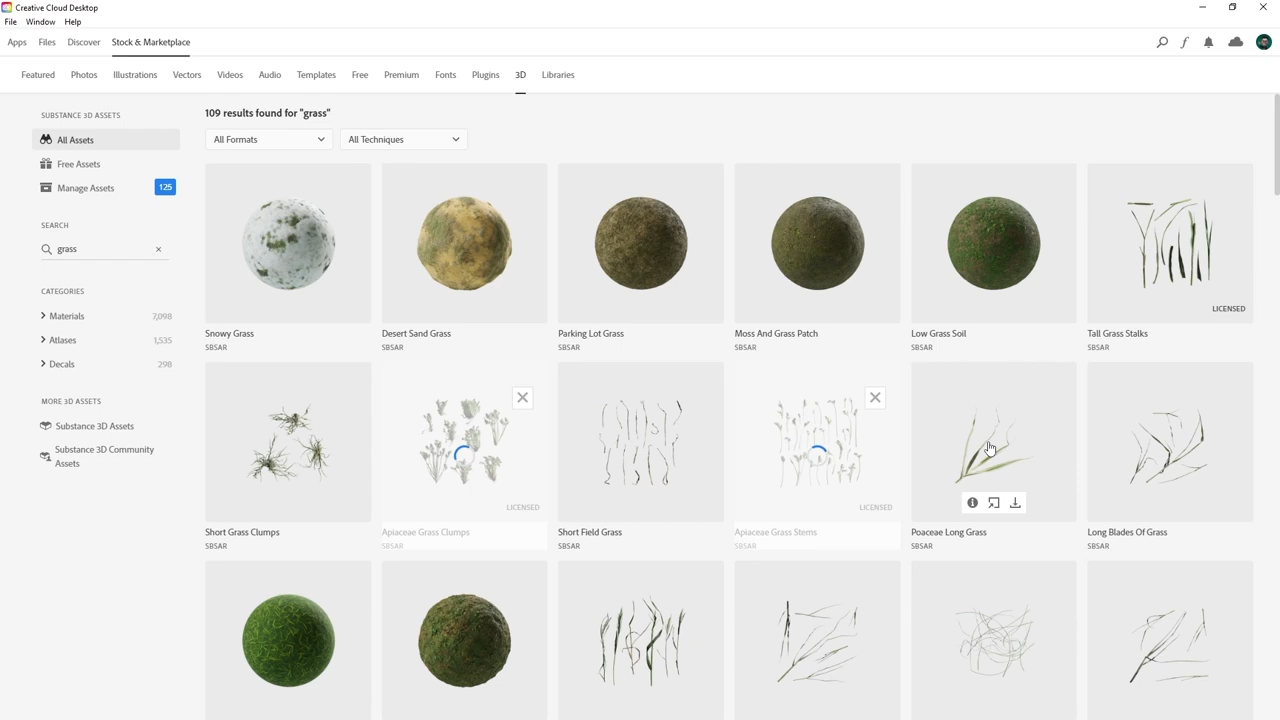 Creative Cloud Desktop
File Window Help
Apps Files Discover Stock & Marketplace
Featured Photos Illustrations Vectors Videos Audio Templates Free Premium Fonts Plugins 3D Libraries
SUBSTANCE 3D ASSETS
All Assets
Free Assets
Manage Assets 125
SEARCH
grass
CATEGORIES
Materials 7,098
Atlases 1,535
Decals 298
MORE 3D ASSETS
Substance 3D Assets
Substance 3D Community
Assets
109 results found for "grass"
All Formats All Techniques
LICENSED
Snowy Grass Desert Sand Grass Parking Lot Grass Moss And Grass Patch Low Grass Soil Tall Grass Stalks
SBSAR SBSAR SBSAR SBSAR SBSAR SBSAR
LICENSED LICENSED
Short Grass Clumps Apiaceae Grass Clumps Short Field Grass Apiaceae Grass Stems Poaceae Long Grass Long Blades Of Grass
SBSAR SBSAR SBSAR SBSAR SBSAR SBSAR